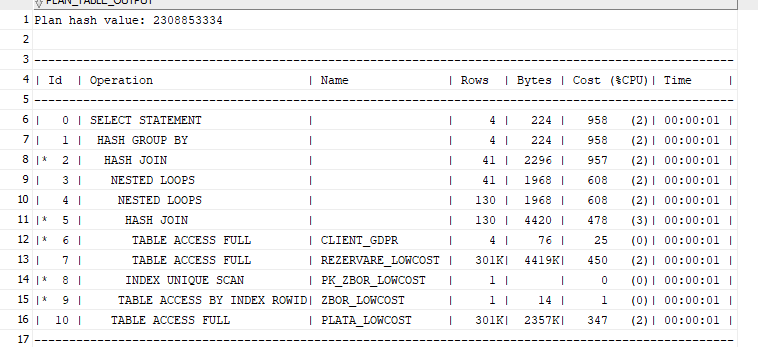 PLAN_TABLE_OUTPUT
1 Plan hash value: 2308853334
2
3 --------------------------------------------------------------------------------------------------------
4 | Id  | Operation                       | Name              | Rows  | Bytes | Cost (%CPU)| Time     |
5 --------------------------------------------------------------------------------------------------------
6 |   0 | SELECT STATEMENT                |                   |     4 |   224 |   958   (2)| 00:00:01 |
7 |   1 |  HASH GROUP BY                  |                   |     4 |   224 |   958   (2)| 00:00:01 |
8 |*  2 |   HASH JOIN                     |                   |    41 |  2296 |   957   (2)| 00:00:01 |
9 |   3 |    NESTED LOOPS                 |                   |    41 |  1968 |   608   (2)| 00:00:01 |
10 |   4 |     NESTED LOOPS                |                   |   130 |  1968 |   608   (2)| 00:00:01 |
11 |*  5 |      HASH JOIN                  |                   |   130 |  4420 |   478   (3)| 00:00:01 |
12 |*  6 |       TABLE ACCESS FULL         | CLIENT_GDPR       |     4 |    76 |    25   (0)| 00:00:01 |
13 |   7 |       TABLE ACCESS FULL         | REZERVARE_LOWCOST |   301K|  4419K|   450   (2)| 00:00:01 |
14 |*  8 |      INDEX UNIQUE SCAN          | PK_ZBOR_LOWCOST   |     1 |       |     0   (0)| 00:00:01 |
15 |*  9 |     TABLE ACCESS BY INDEX ROWID| ZBOR_LOWCOST      |     1 |    14 |     1   (0)| 00:00:01 |
16 |  10 |    TABLE ACCESS FULL            | PLATA_LOWCOST     |   301K|  2357K|   347   (2)| 00:00:01 |
17 --------------------------------------------------------------------------------------------------------